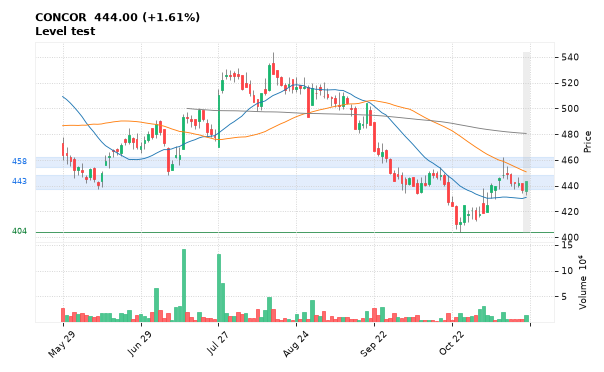 CONCOR 444.00 (+1.61%)
Level test
540
520
500
480
460
440
420
400
Price
458
443
404
15
10
5
Volume 10⁴
May 29
Jun 29
Jul 27
Aug 24
Sep 22
Oct 22